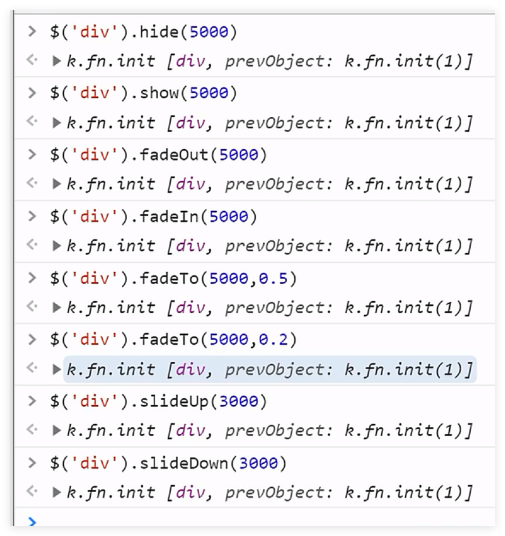 > $('div').hide(5000)
<· ▶k.fn.init [div, prevObject: k.fn.init(1)]
> $('div').show(5000)
<· ▶k.fn.init [div, prevObject: k.fn.init(1)]
> $('div').fadeOut(5000)
<· ▶k.fn.init [div, prevObject: k.fn.init(1)]
> $('div').fadeIn(5000)
<· ▶k.fn.init [div, prevObject: k.fn.init(1)]
> $('div').fadeTo(5000,0.5)
<· ▶k.fn.init [div, prevObject: k.fn.init(1)]
> $('div').fadeTo(5000,0.2)
<· ▶k.fn.init [div, prevObject: k.fn.init(1)]
> $('div').slideUp(3000)
<· ▶k.fn.init [div, prevObject: k.fn.init(1)]
> $('div').slideDown(3000)
<· ▶k.fn.init [div, prevObject: k.fn.init(1)]
>